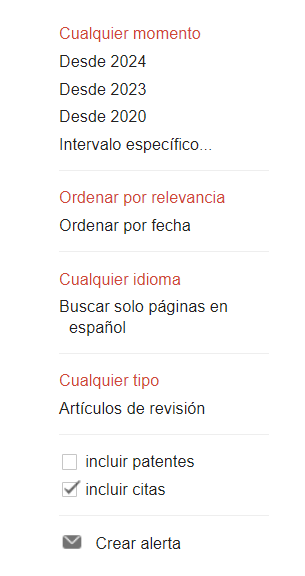 Cualquier momento
Desde 2024
Desde 2023
Desde 2020
Intervalo específico...
Ordenar por relevancia
Ordenar por fecha
Cualquier idioma
Buscar solo páginas en
español
Cualquier tipo
Artículos de revisión
incluir patentes
incluir citas
Crear alerta